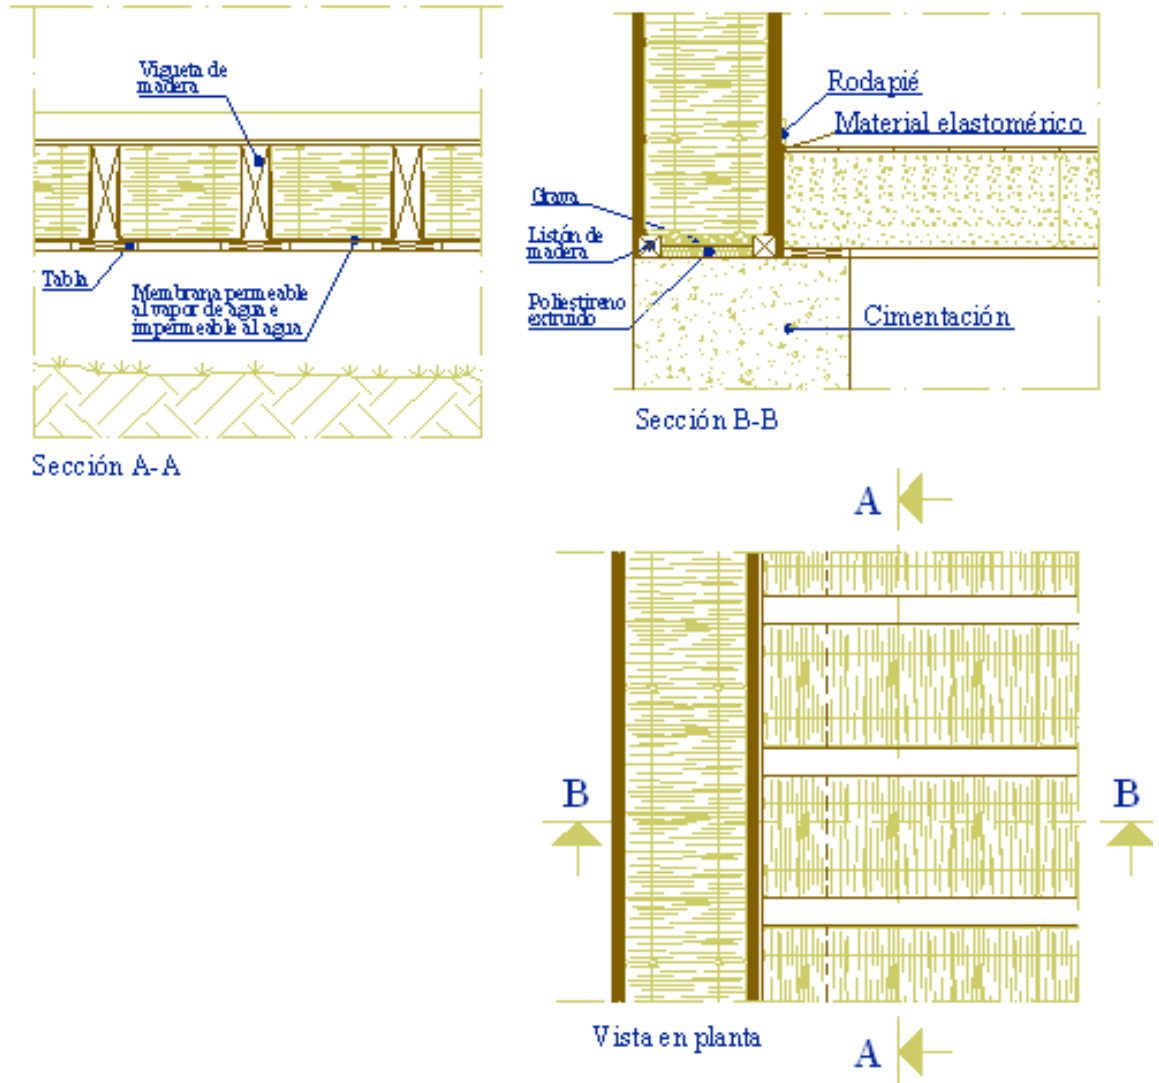 Vigueta de
madera
Tabla
Membrana permeable
al vapor de agua e
impermeable al agua
Sección A-A
Rodapié
Material elastomérico
Grava
Listón de
madera
Poliestireno
extruido
Cimentación
Sección B-B
A
B
B
Vista en planta
A